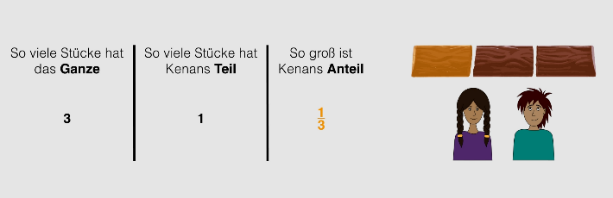 So viele Stücke hat
das Ganze
3
So viele Stücke hat
Kenans Teil
1
So groß ist
Kenans Anteil
1/3